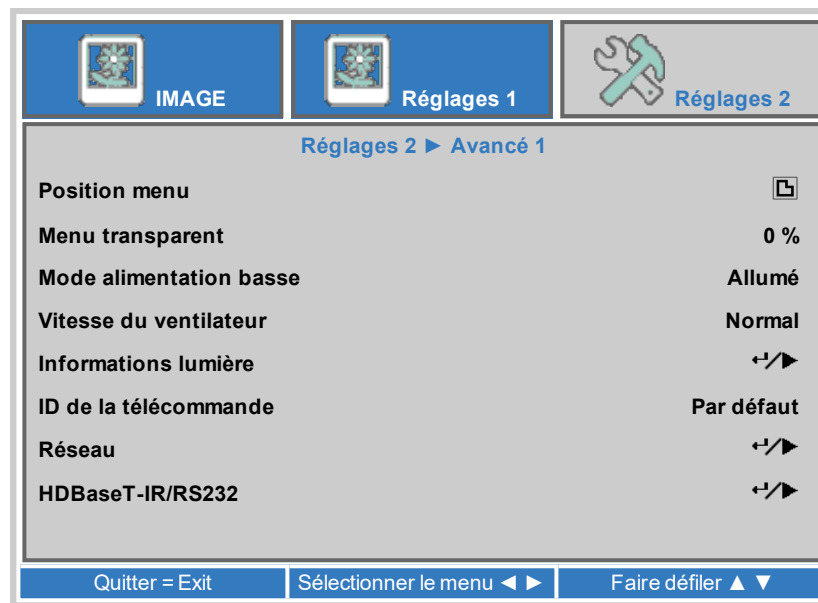 IMAGE
Réglages 1
Réglages 2
Réglages 2 ► Avancé 1
Position menu
Menu transparent 0 %
Mode alimentation basse Allumé
Vitesse du ventilateur Normal
Informations lumière ↵/►
ID de la télécommande Par défaut
Réseau ↵/►
HDBaseT-IR/RS232 ↵/►
Quitter = Exit
Sélectionner le menu ◄ ►
Faire défiler ▲ ▼